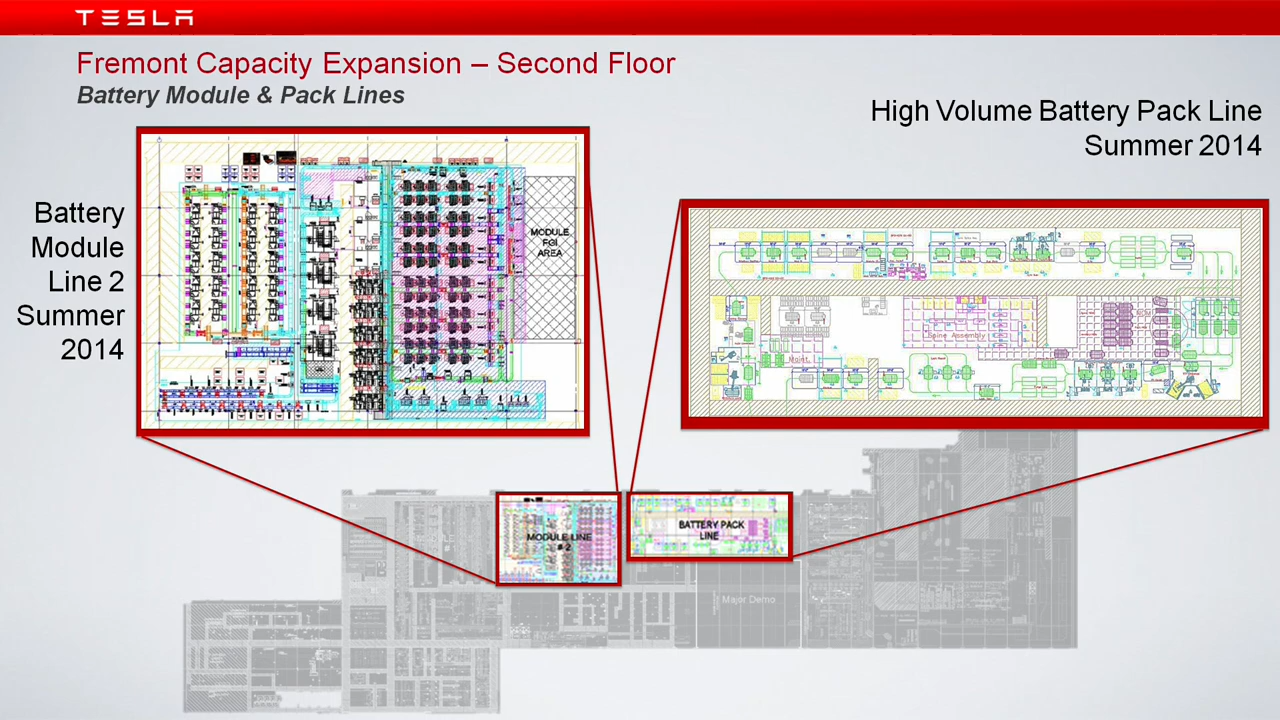 TESLA
Fremont Capacity Expansion – Second Floor
Battery Module & Pack Lines
High Volume Battery Pack Line
Summer 2014
Battery
Module
Line 2
Summer
2014
MODULE
FGI
AREA
MODULE LINE
# 2
BATTERY PACK
LINE
Major Demo